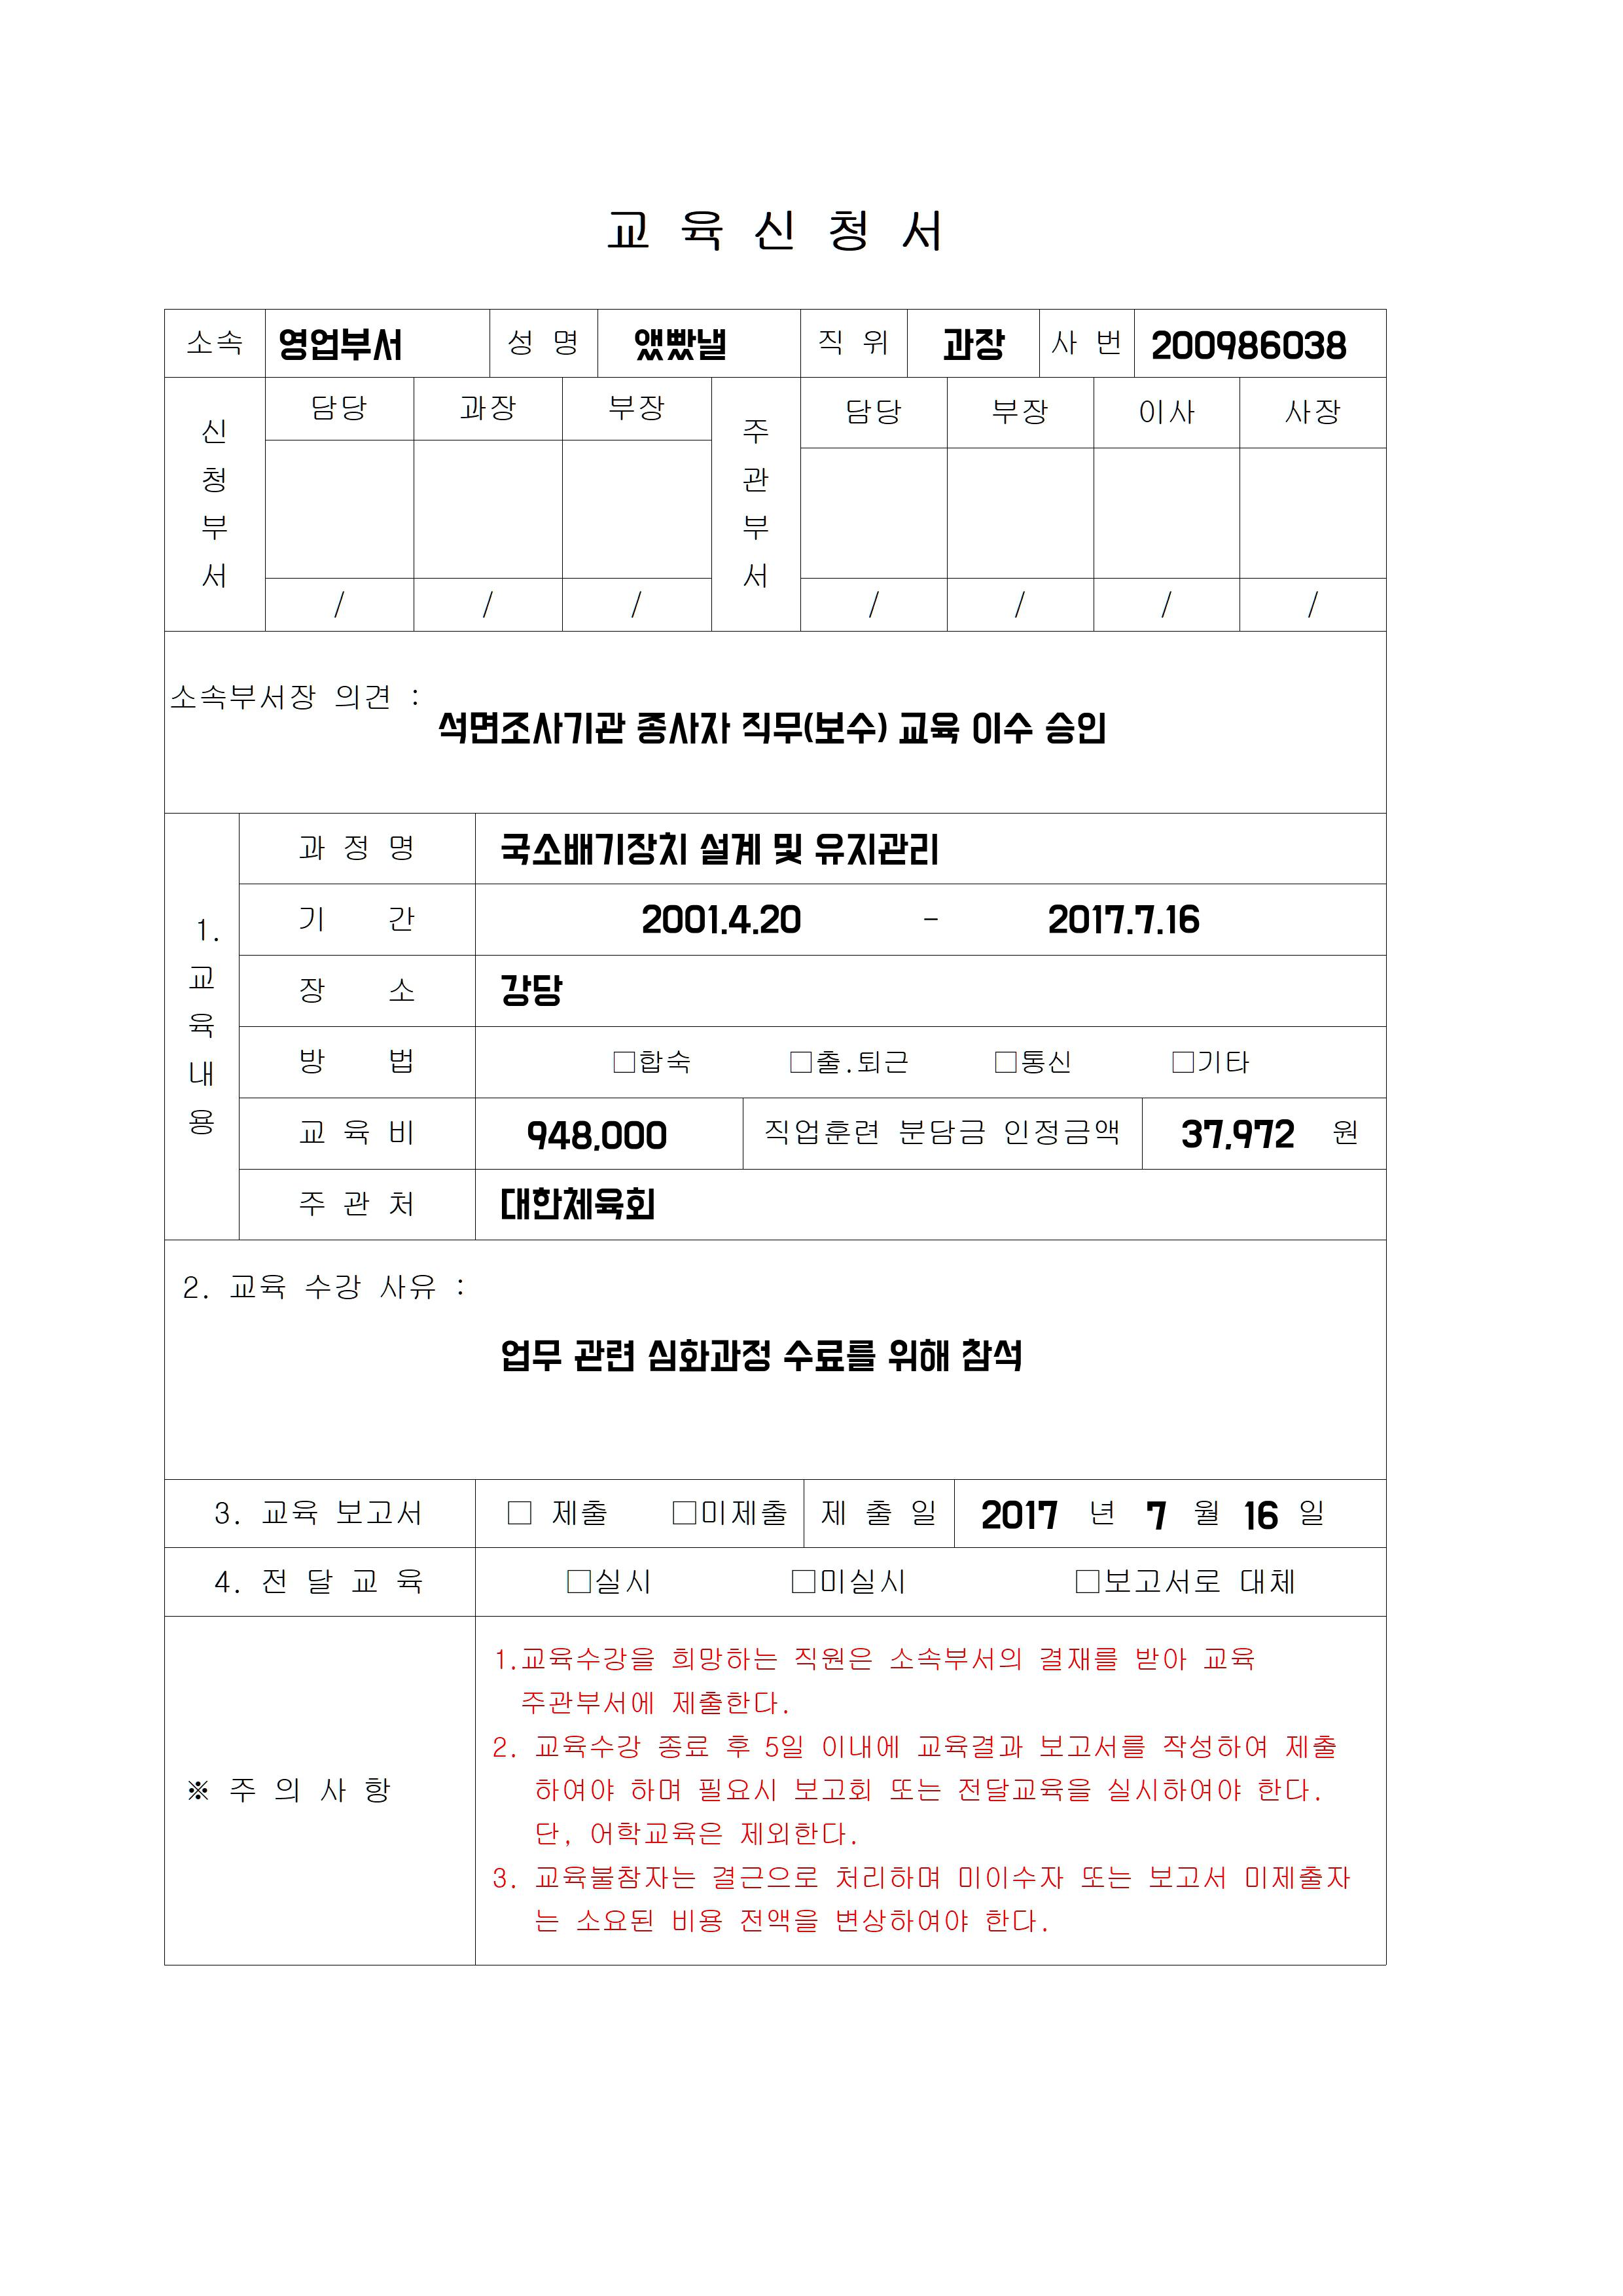 교 육 신 청 서
소속 영업부서 성 명 앴빴낼 직 위 과장 사 번 200986038
신청부서 담당 과장 부장 주관부서 담당 부장 이사 사장
/ / / / / / /
소속부서장 의견 :
석면조사기관 종사자 직무(보수) 교육 이수 승인
1. 교육내용
과 정 명 국소배기장치 설계 및 유지관리
기 간 2001.4.20 - 2017.7.16
장 소 강당
방 법 □합숙 □출.퇴근 □통신 □기타
교 육 비 948,000 직업훈련 분담금 인정금액 37,972 원
주 관 처 대한체육회
2. 교육 수강 사유 :
업무 관련 심화과정 수료를 위해 참석
3. 교육 보고서 □ 제출 □미제출 제 출 일 2017 년 7 월 16 일
4. 전 달 교 육 □실시 □미실시 □보고서로 대체
※ 주 의 사 항
1.교육수강을 희망하는 직원은 소속부서의 결재를 받아 교육
주관부서에 제출한다.
2. 교육수강 종료 후 5일 이내에 교육결과 보고서를 작성하여 제출
하여야 하며 필요시 보고회 또는 전달교육을 실시하여야 한다.
단, 어학교육은 제외한다.
3. 교육불참자는 결근으로 처리하며 미이수자 또는 보고서 미제출자
는 소요된 비용 전액을 변상하여야 한다.